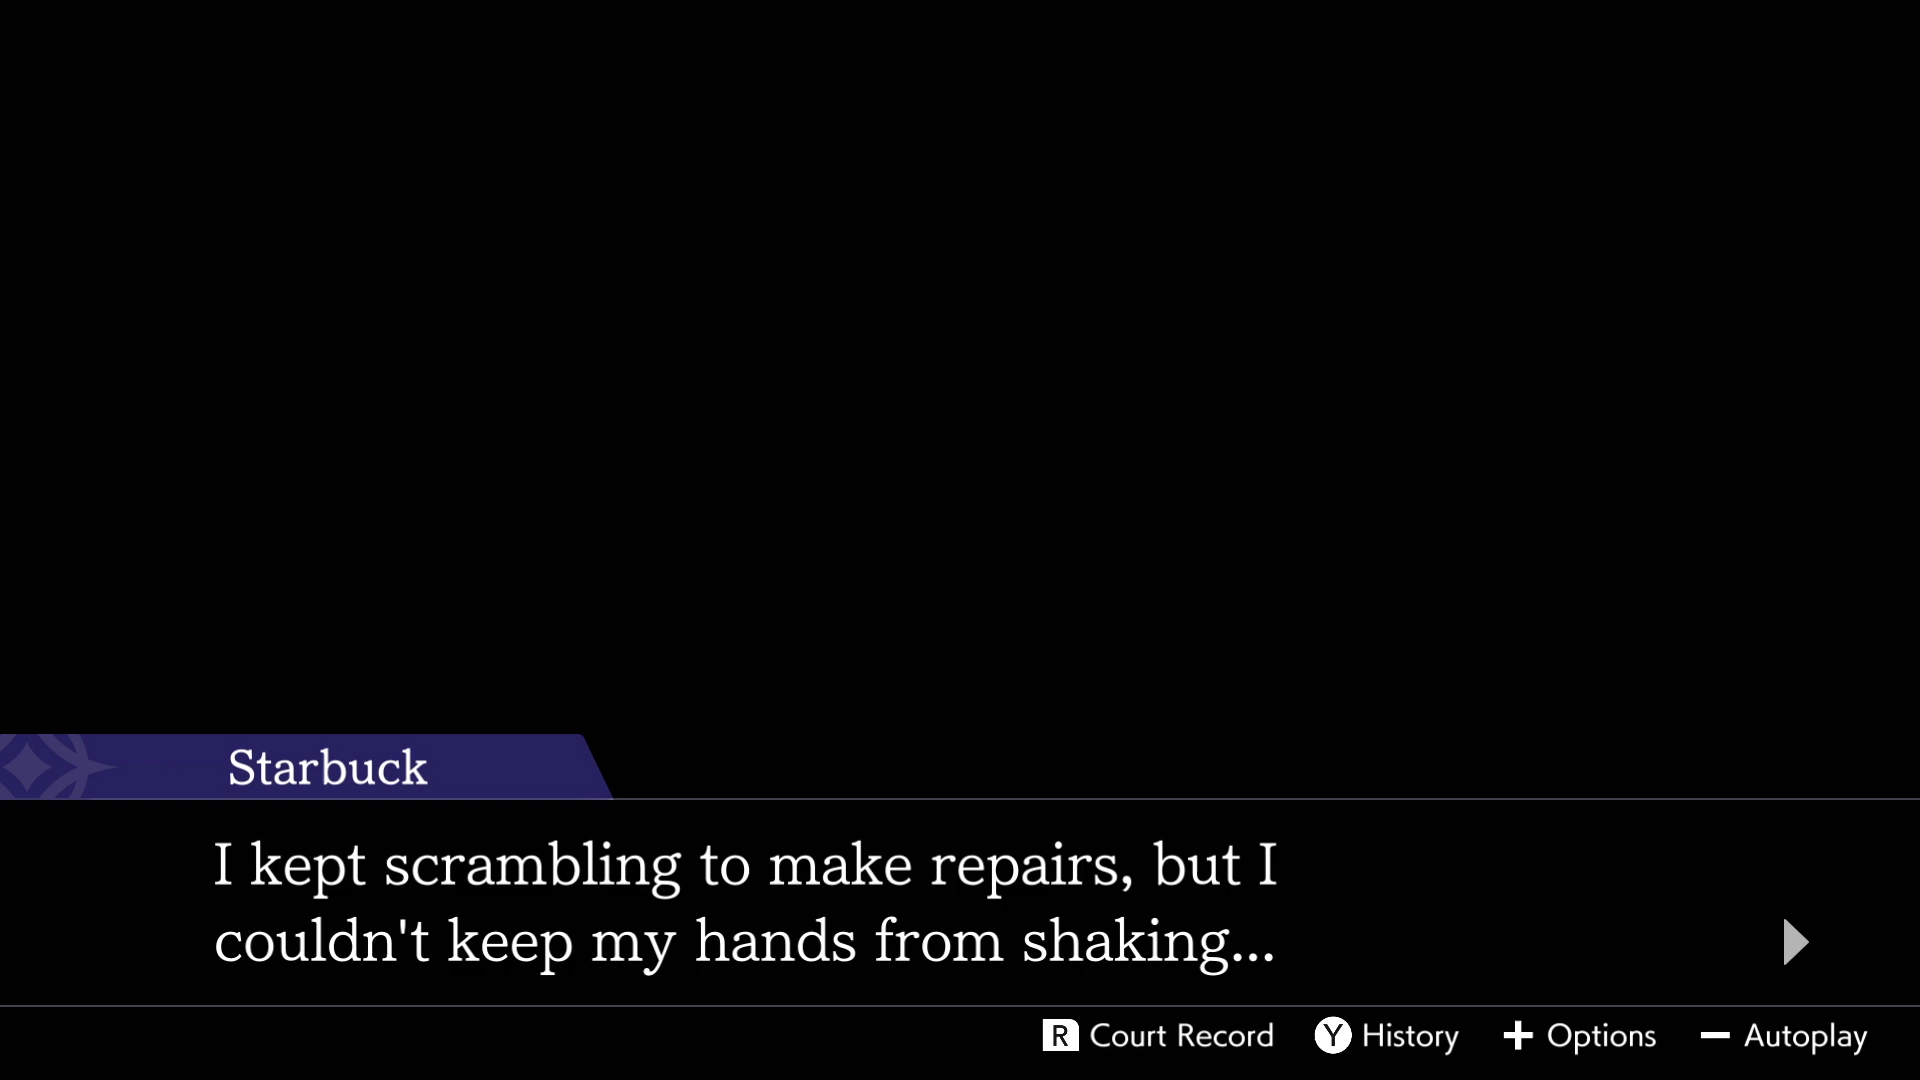 Starbuck
I kept scrambling to make repairs, but I
couldn't keep my hands from shaking...
R Court Record Y History + Options − Autoplay